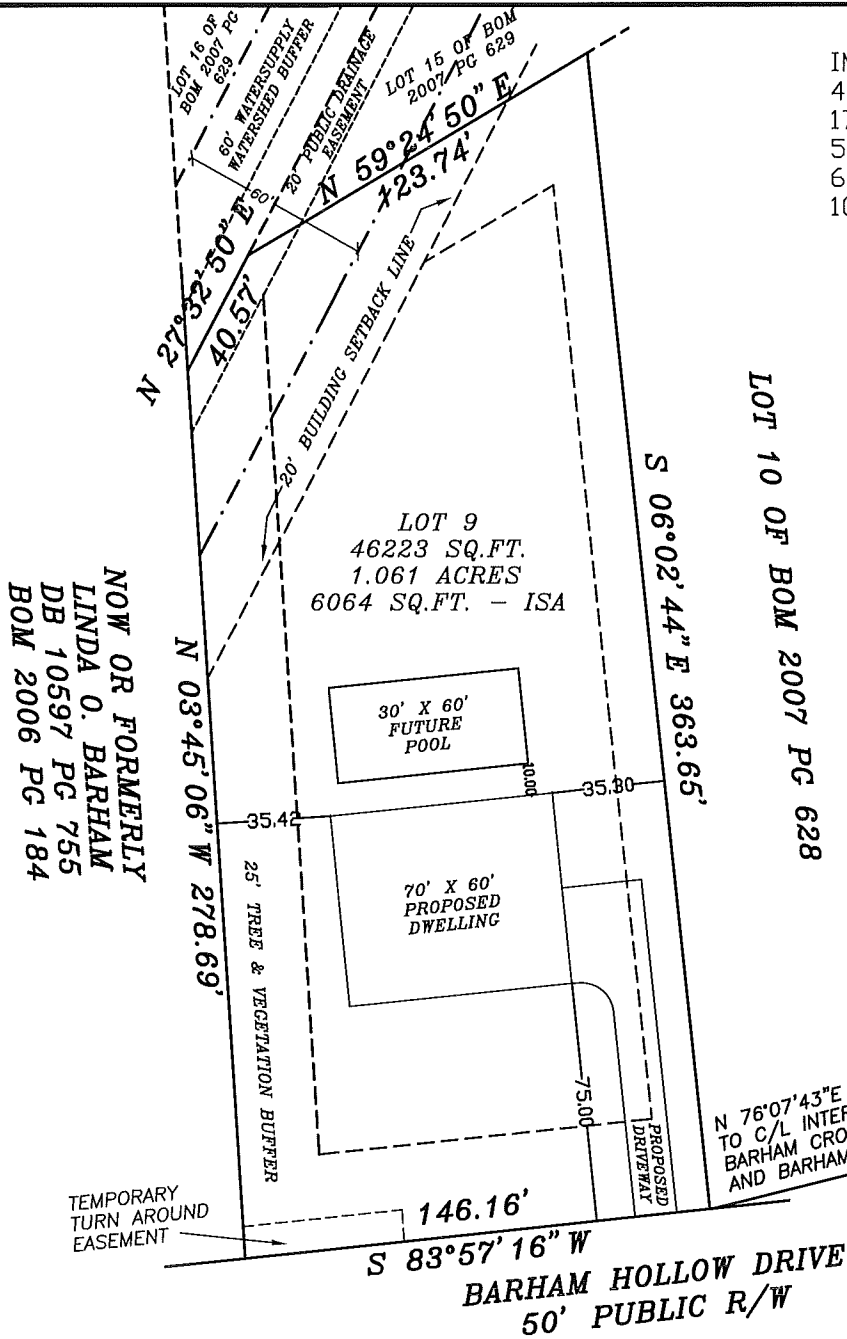 LOT 16 OF
BOM 2007 PG
629
60' WATERSUPPLY
WATERSHED BUFFER
20' PUBLIC DRAINAGE
EASEMENT
LOT 15 OF BOM
2007 PG 629
60'
N 59°24'50" E
123.74'
N 27°32'50" E
40.57'
20' BUILDING SETBACK LINE
LOT 9
46223 SQ.FT.
1.061 ACRES
6064 SQ.FT. - ISA
S 06°02'44" E 363.65'
LOT 10 OF BOM 2007 PG 628
NOW OR FORMERLY
LINDA O. BARHAM
DB 10597 PG 755
BOM 2006 PG 184
N 03°45'06" W 278.69'
30' X 60'
FUTURE
POOL
10.00
35.42
35.30
70' X 60'
PROPOSED
DWELLING
25' TREE & VEGETATION BUFFER
75.00
PROPOSED
DRIVEWAY
N 76°07'43"E
TO C/L
BARHAM
AND BARHAM
TEMPORARY
TURN AROUND
EASEMENT
146.16'
S 83°57'16" W
BARHAM HOLLOW DRIVE
50' PUBLIC R/W